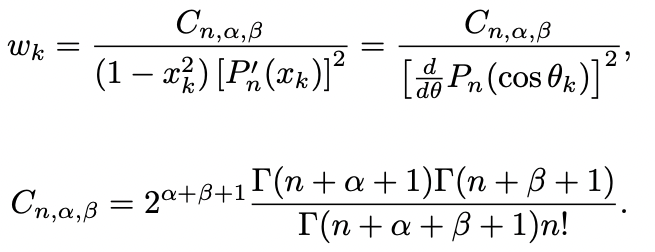 w_k = \frac{C_{n,\alpha,\beta}}{(1 - x_k^2) [P_n'(x_k)]^2} = \frac{C_{n,\alpha,\beta}}{\left[\frac{d}{d\theta} P_n(\cos \theta_k)\right]^2},
C_{n,\alpha,\beta} = 2^{\alpha+\beta+1} \frac{\Gamma(n + \alpha + 1)\Gamma(n + \beta + 1)}{\Gamma(n + \alpha + \beta + 1)n!}.